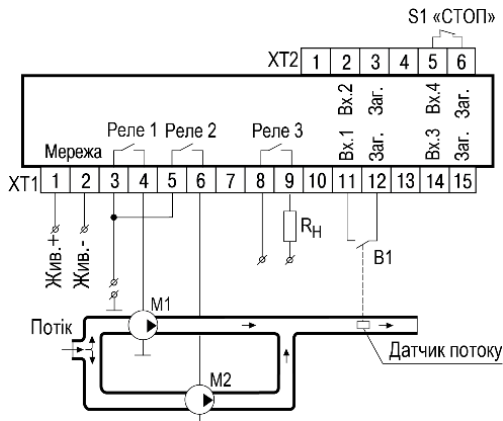 S1 «СТОП»
XT2 1 2 3 4 5 6
Вх.2 Заг. Вх.4 Заг.
Реле 1 Реле 2 Реле 3
Мережа Вх.1 Заг. Вх.3 Заг.
XT1 1 2 3 4 5 6 7 8 9 10 11 12 13 14 15
Жив.+ Жив.- RН B1
M1
Потік
Датчик потоку
M2